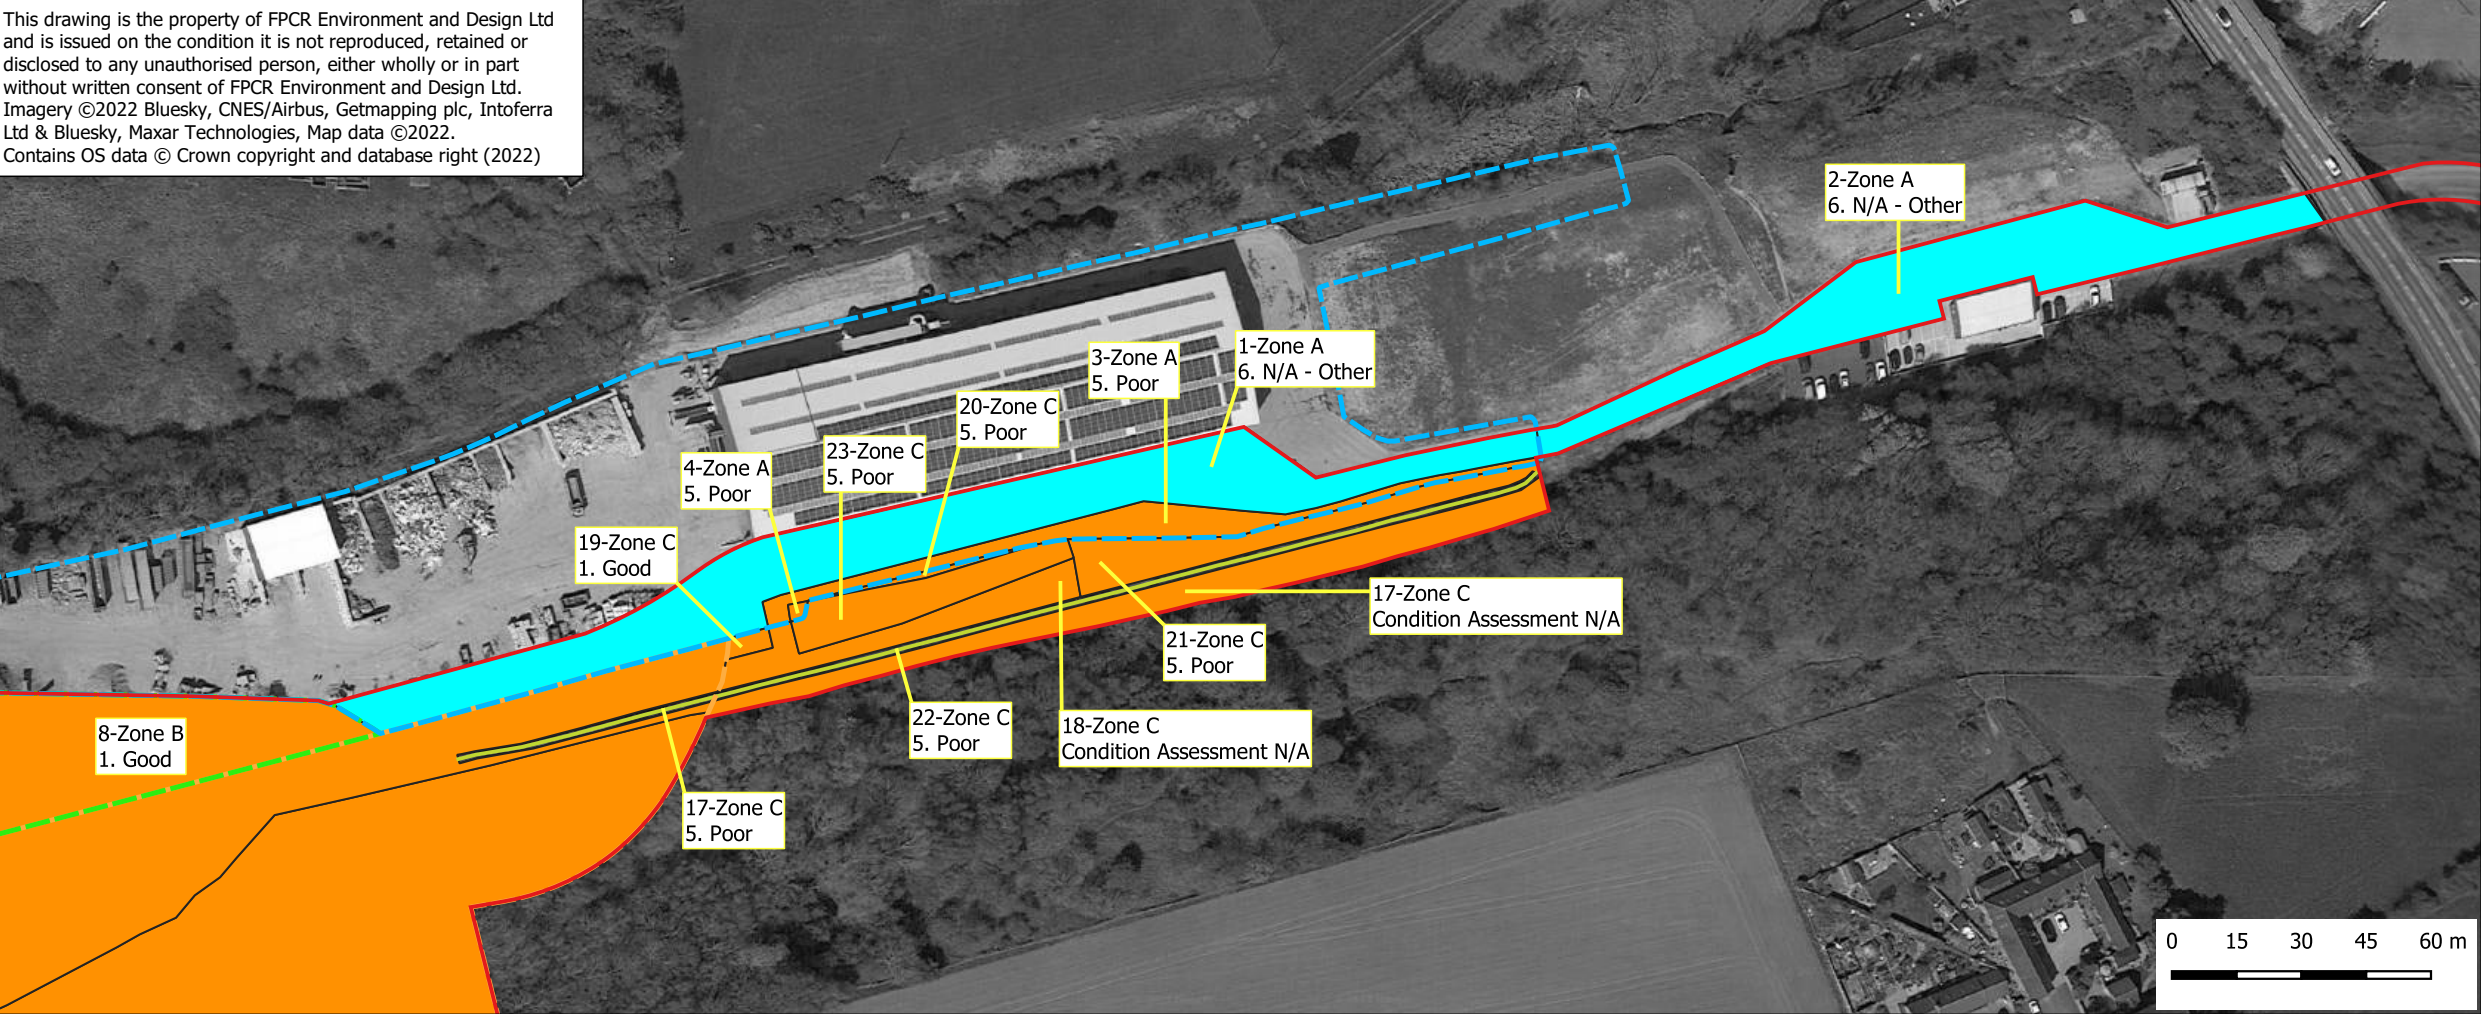 This drawing is the property of FPCR Environment and Design Ltd
and is issued on the condition it is not reproduced, retained or
disclosed to any unauthorised person, either wholly or in part
without written consent of FPCR Environment and Design Ltd.
Imagery ©2022 Bluesky, CNES/Airbus, Getmapping plc, Intoferra
Ltd & Bluesky, Maxar Technologies, Map data ©2022.
Contains OS data © Crown copyright and database right (2022)
2-Zone A
6. N/A - Other
1-Zone A
6. N/A - Other
3-Zone A
5. Poor
20-Zone C
5. Poor
23-Zone C
5. Poor
4-Zone A
5. Poor
19-Zone C
1. Good
17-Zone C
Condition Assessment N/A
21-Zone C
5. Poor
22-Zone C
5. Poor
18-Zone C
Condition Assessment N/A
8-Zone B
1. Good
17-Zone C
5. Poor
0 15 30 45 60 m